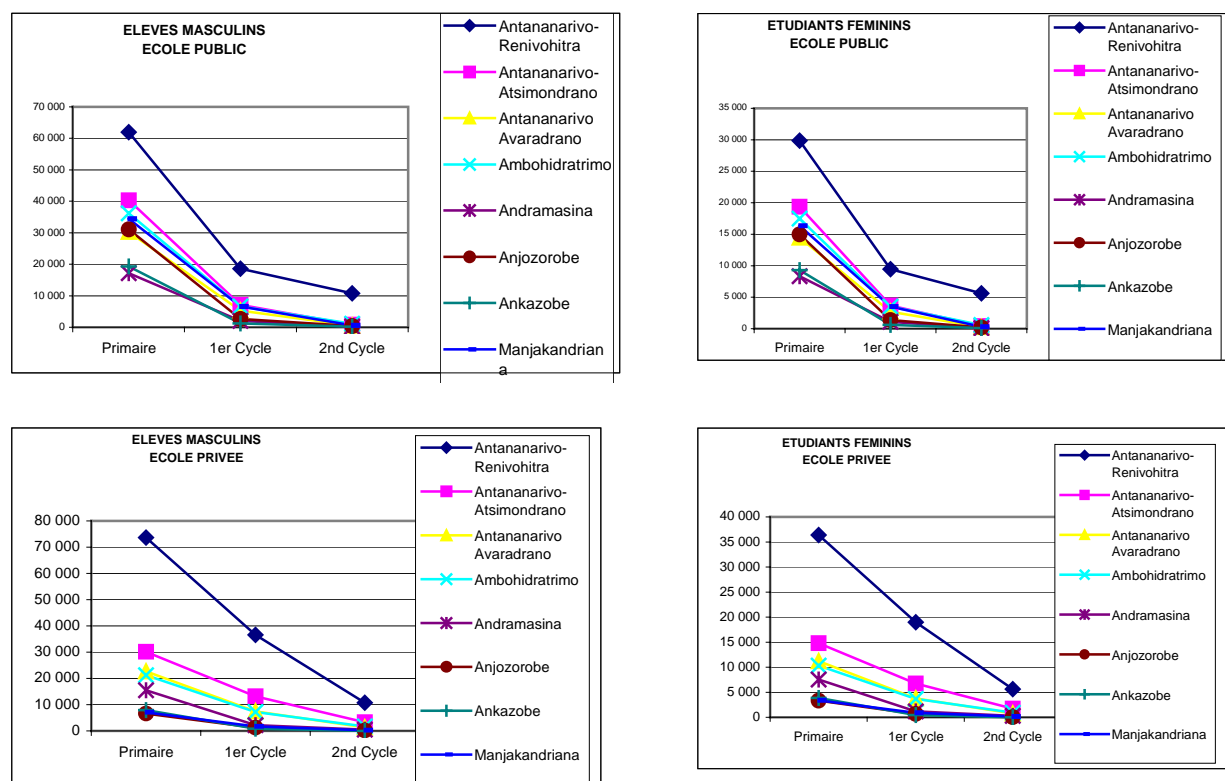 ELEVES MASCULINS
ECOLE PUBLIC
70 000
60 000
50 000
40 000
30 000
20 000
10 000
0
Primaire
1er Cycle
2nd Cycle
Antananarivo-
Renivohitra
Antananarivo-
Atsimondrano
Antananarivo
Avaradrano
Ambohidratrimo
Andramasina
Anjozorobe
Ankazobe
Manjakandrian
a
ETUDIANTS FEMININS
ECOLE PUBLIC
35 000
30 000
25 000
20 000
15 000
10 000
5 000
0
Primaire
1er Cycle
2nd Cycle
Antananarivo-
Renivohitra
Antananarivo-
Atsimondrano
Antananarivo
Avaradrano
Ambohidratrimo
Andramasina
Anjozorobe
Ankazobe
Manjakandriana
ELEVES MASCULINS
ECOLE PRIVEE
80 000
70 000
60 000
50 000
40 000
30 000
20 000
10 000
0
Primaire
1er Cycle
2nd Cycle
Antananarivo-
Renivohitra
Antananarivo-
Atsimondrano
Antananarivo
Avaradrano
Ambohidratrimo
Andramasina
Anjozorobe
Ankazobe
Manjakandriana
ETUDIANTS FEMININS
ECOLE PRIVEE
40 000
35 000
30 000
25 000
20 000
15 000
10 000
5 000
0
Primaire
1er Cycle
2nd Cycle
Antananarivo-
Renivohitra
Antananarivo-
Atsimondrano
Antananarivo
Avaradrano
Ambohidratrimo
Andramasina
Anjozorobe
Ankazobe
Manjakandriana